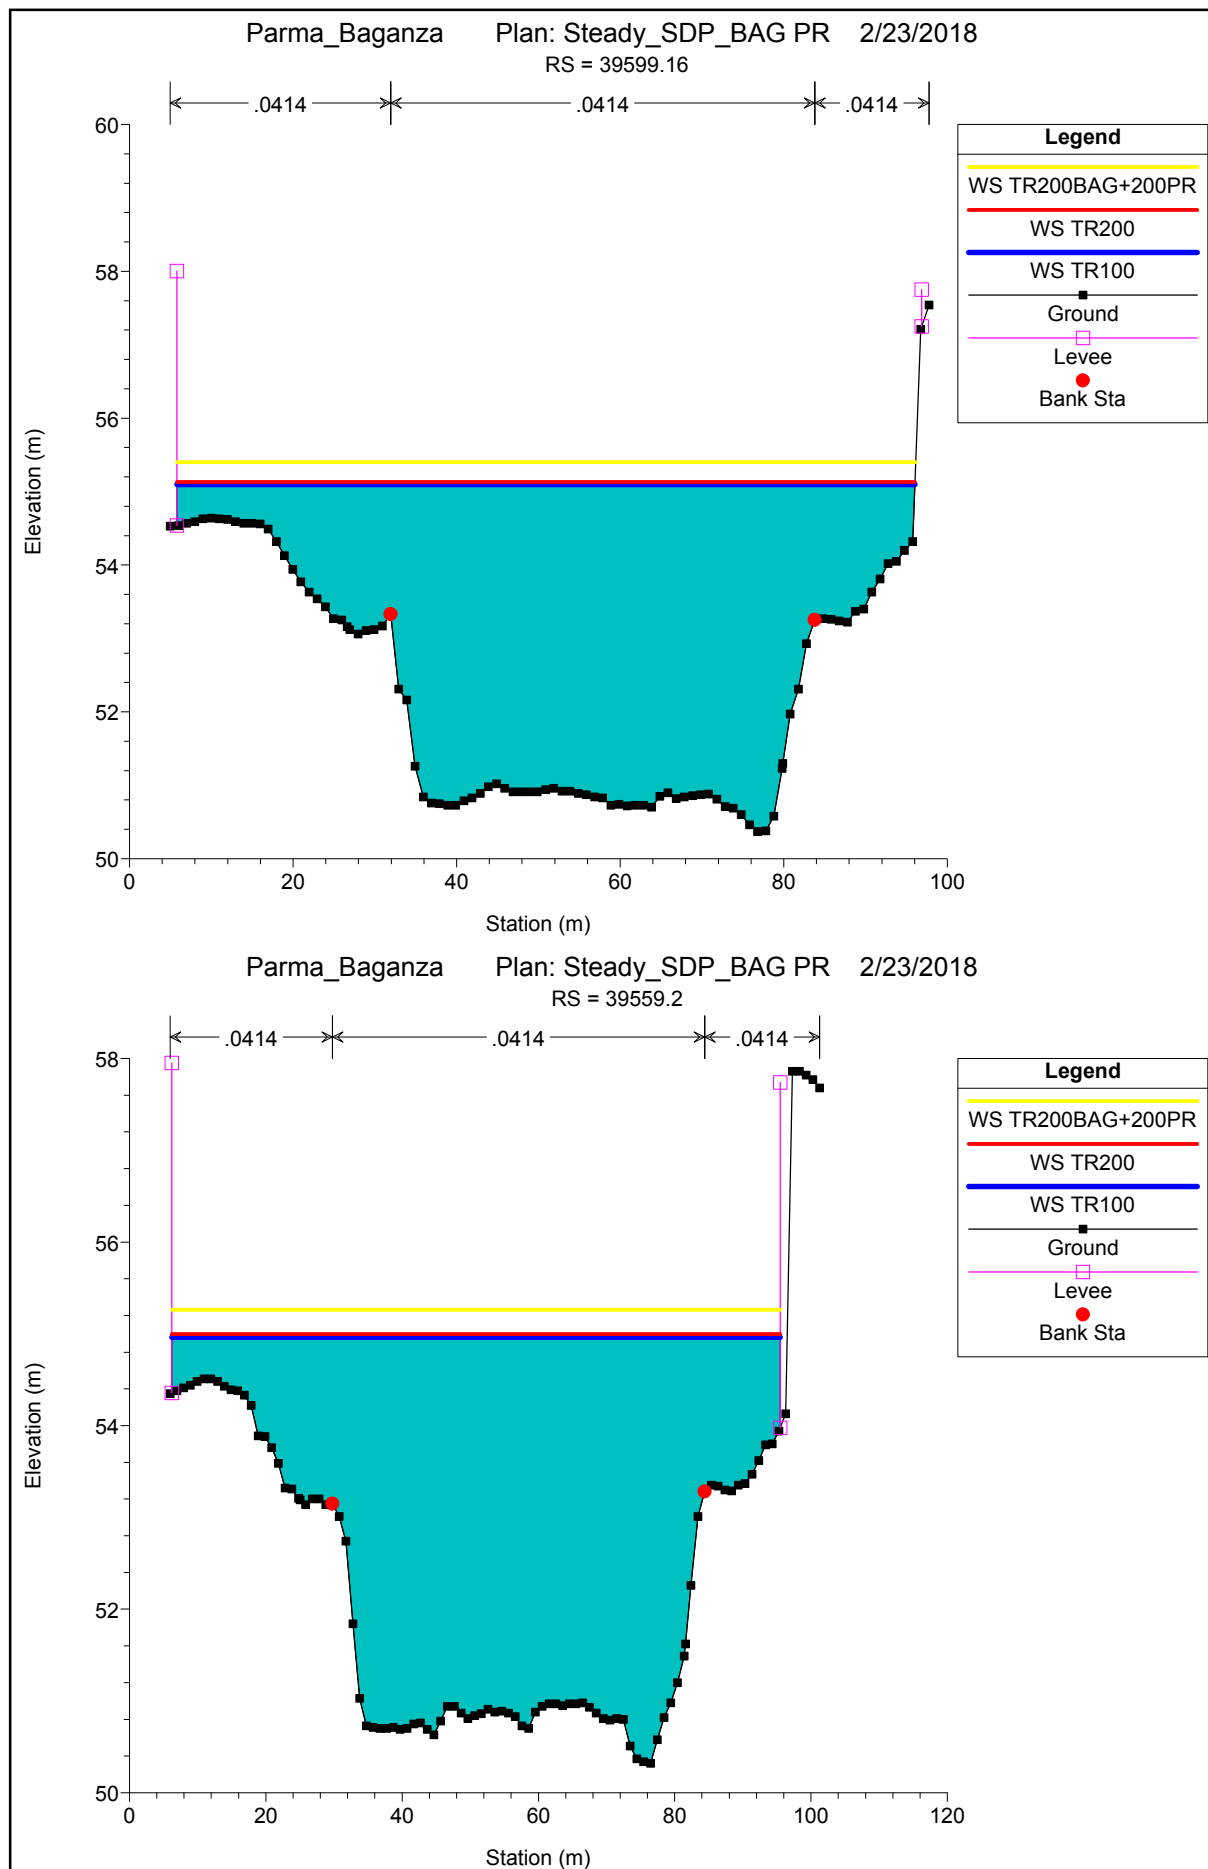 Parma_Baganza Plan: Steady_SDP_BAG PR 2/23/2018
RS = 39599.16
.0414 .0414 .0414
60
58
56
54
52
50
Elevation (m)
0 20 40 60 80 100
Station (m)
Legend
WS TR200BAG+200PR
WS TR200
WS TR100
Ground
Levee
Bank Sta
Parma_Baganza Plan: Steady_SDP_BAG PR 2/23/2018
RS = 39559.2
.0414 .0414 .0414
58
56
54
52
50
Elevation (m)
0 20 40 60 80 100 120
Station (m)
Legend
WS TR200BAG+200PR
WS TR200
WS TR100
Ground
Levee
Bank Sta